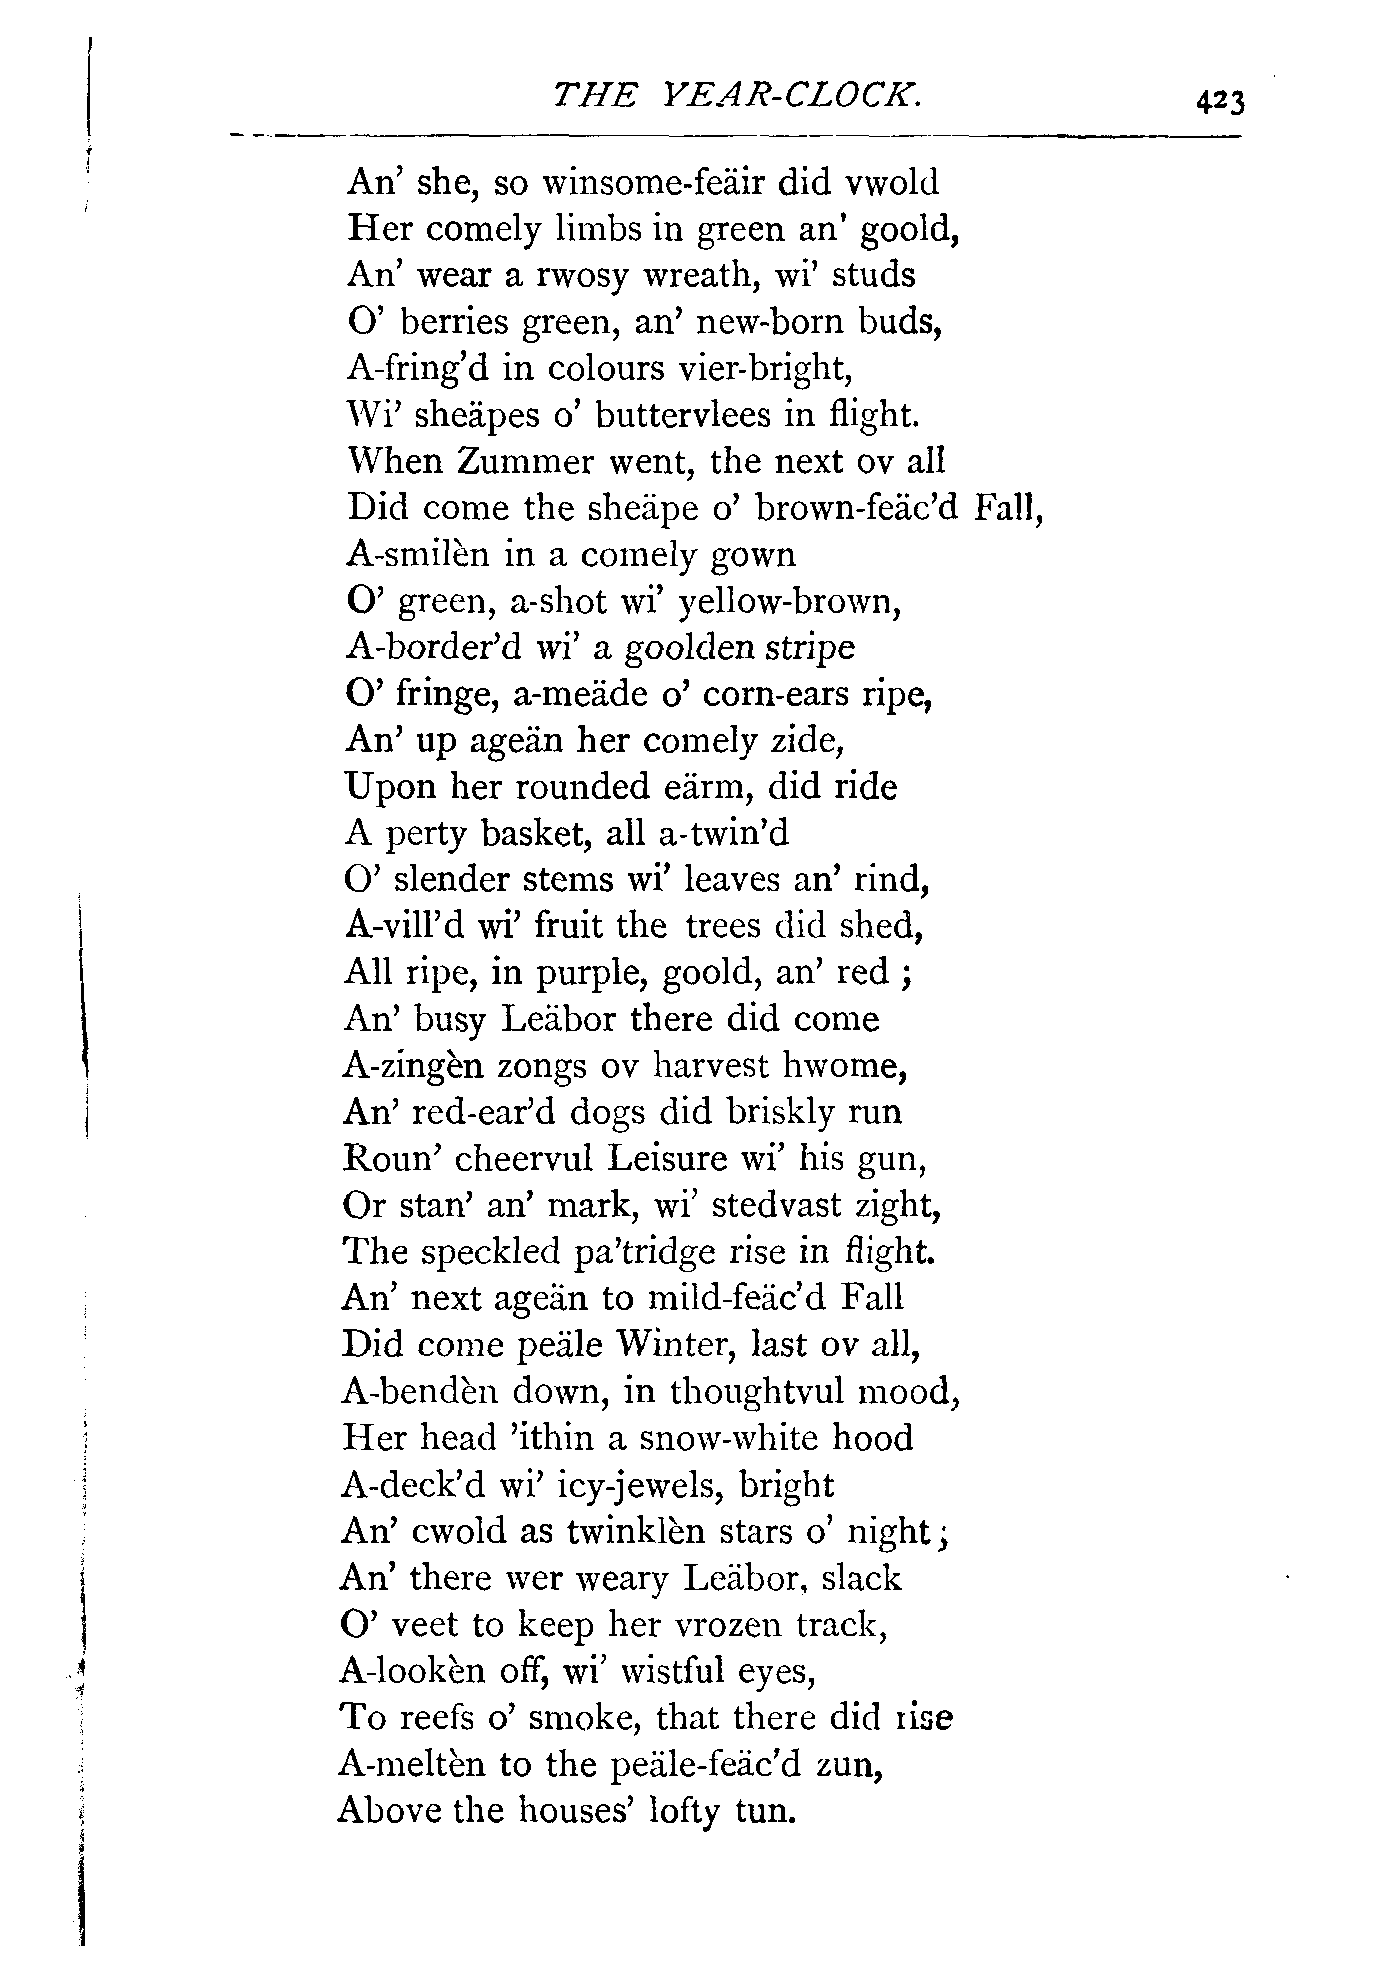 THE YEAR-CLOCK. 423
An’ she, so winsome-feäir did vwold
Her comely limbs in green an’ goold,
An’ wear a rwosy wreath, wi’ studs
O’ berries green, an’ new-born buds,
A-fring’d in colours vier-bright,
Wi’ sheäpes o’ buttervlees in flight.
When Zummer went, the next ov all
Did come the sheäpe o’ brown-feäc’d Fall,
A-smilèn in a comely gown
O’ green, a-shot wi’ yellow-brown,
A-border’d wi’ a goolden stripe
O’ fringe, a-meäde o’ corn-ears ripe,
An’ up ageän her comely zide,
Upon her rounded eärm, did ride
A perty basket, all a-twin’d
O’ slender stems wi’ leaves an’ rind,
A-vill’d wi’ fruit the trees did shed,
All ripe, in purple, goold, an’ red ;
An’ busy Leäbor there did come
A-zingèn zongs ov harvest hwome,
An’ red-ear’d dogs did briskly run
Roun’ cheervul Leisure wi’ his gun,
Or stan’ an’ mark, wi’ stedvast zight,
The speckled pa’tridge rise in flight.
An’ next ageän to mild-feäc’d Fall
Did come peäle Winter, last ov all,
A-bendèn down, in thoughtvul mood,
Her head ’ithin a snow-white hood
A-deck’d wi’ icy-jewels, bright
An’ cwold as twinklèn stars o’ night ;
An’ there wer weary Leäbor, slack
O’ veet to keep her vrozen track,
A-lookèn off, wi’ wistful eyes,
To reefs o’ smoke, that there did rise
A-meltèn to the peäle-feäc’d zun,
Above the houses’ lofty tun.